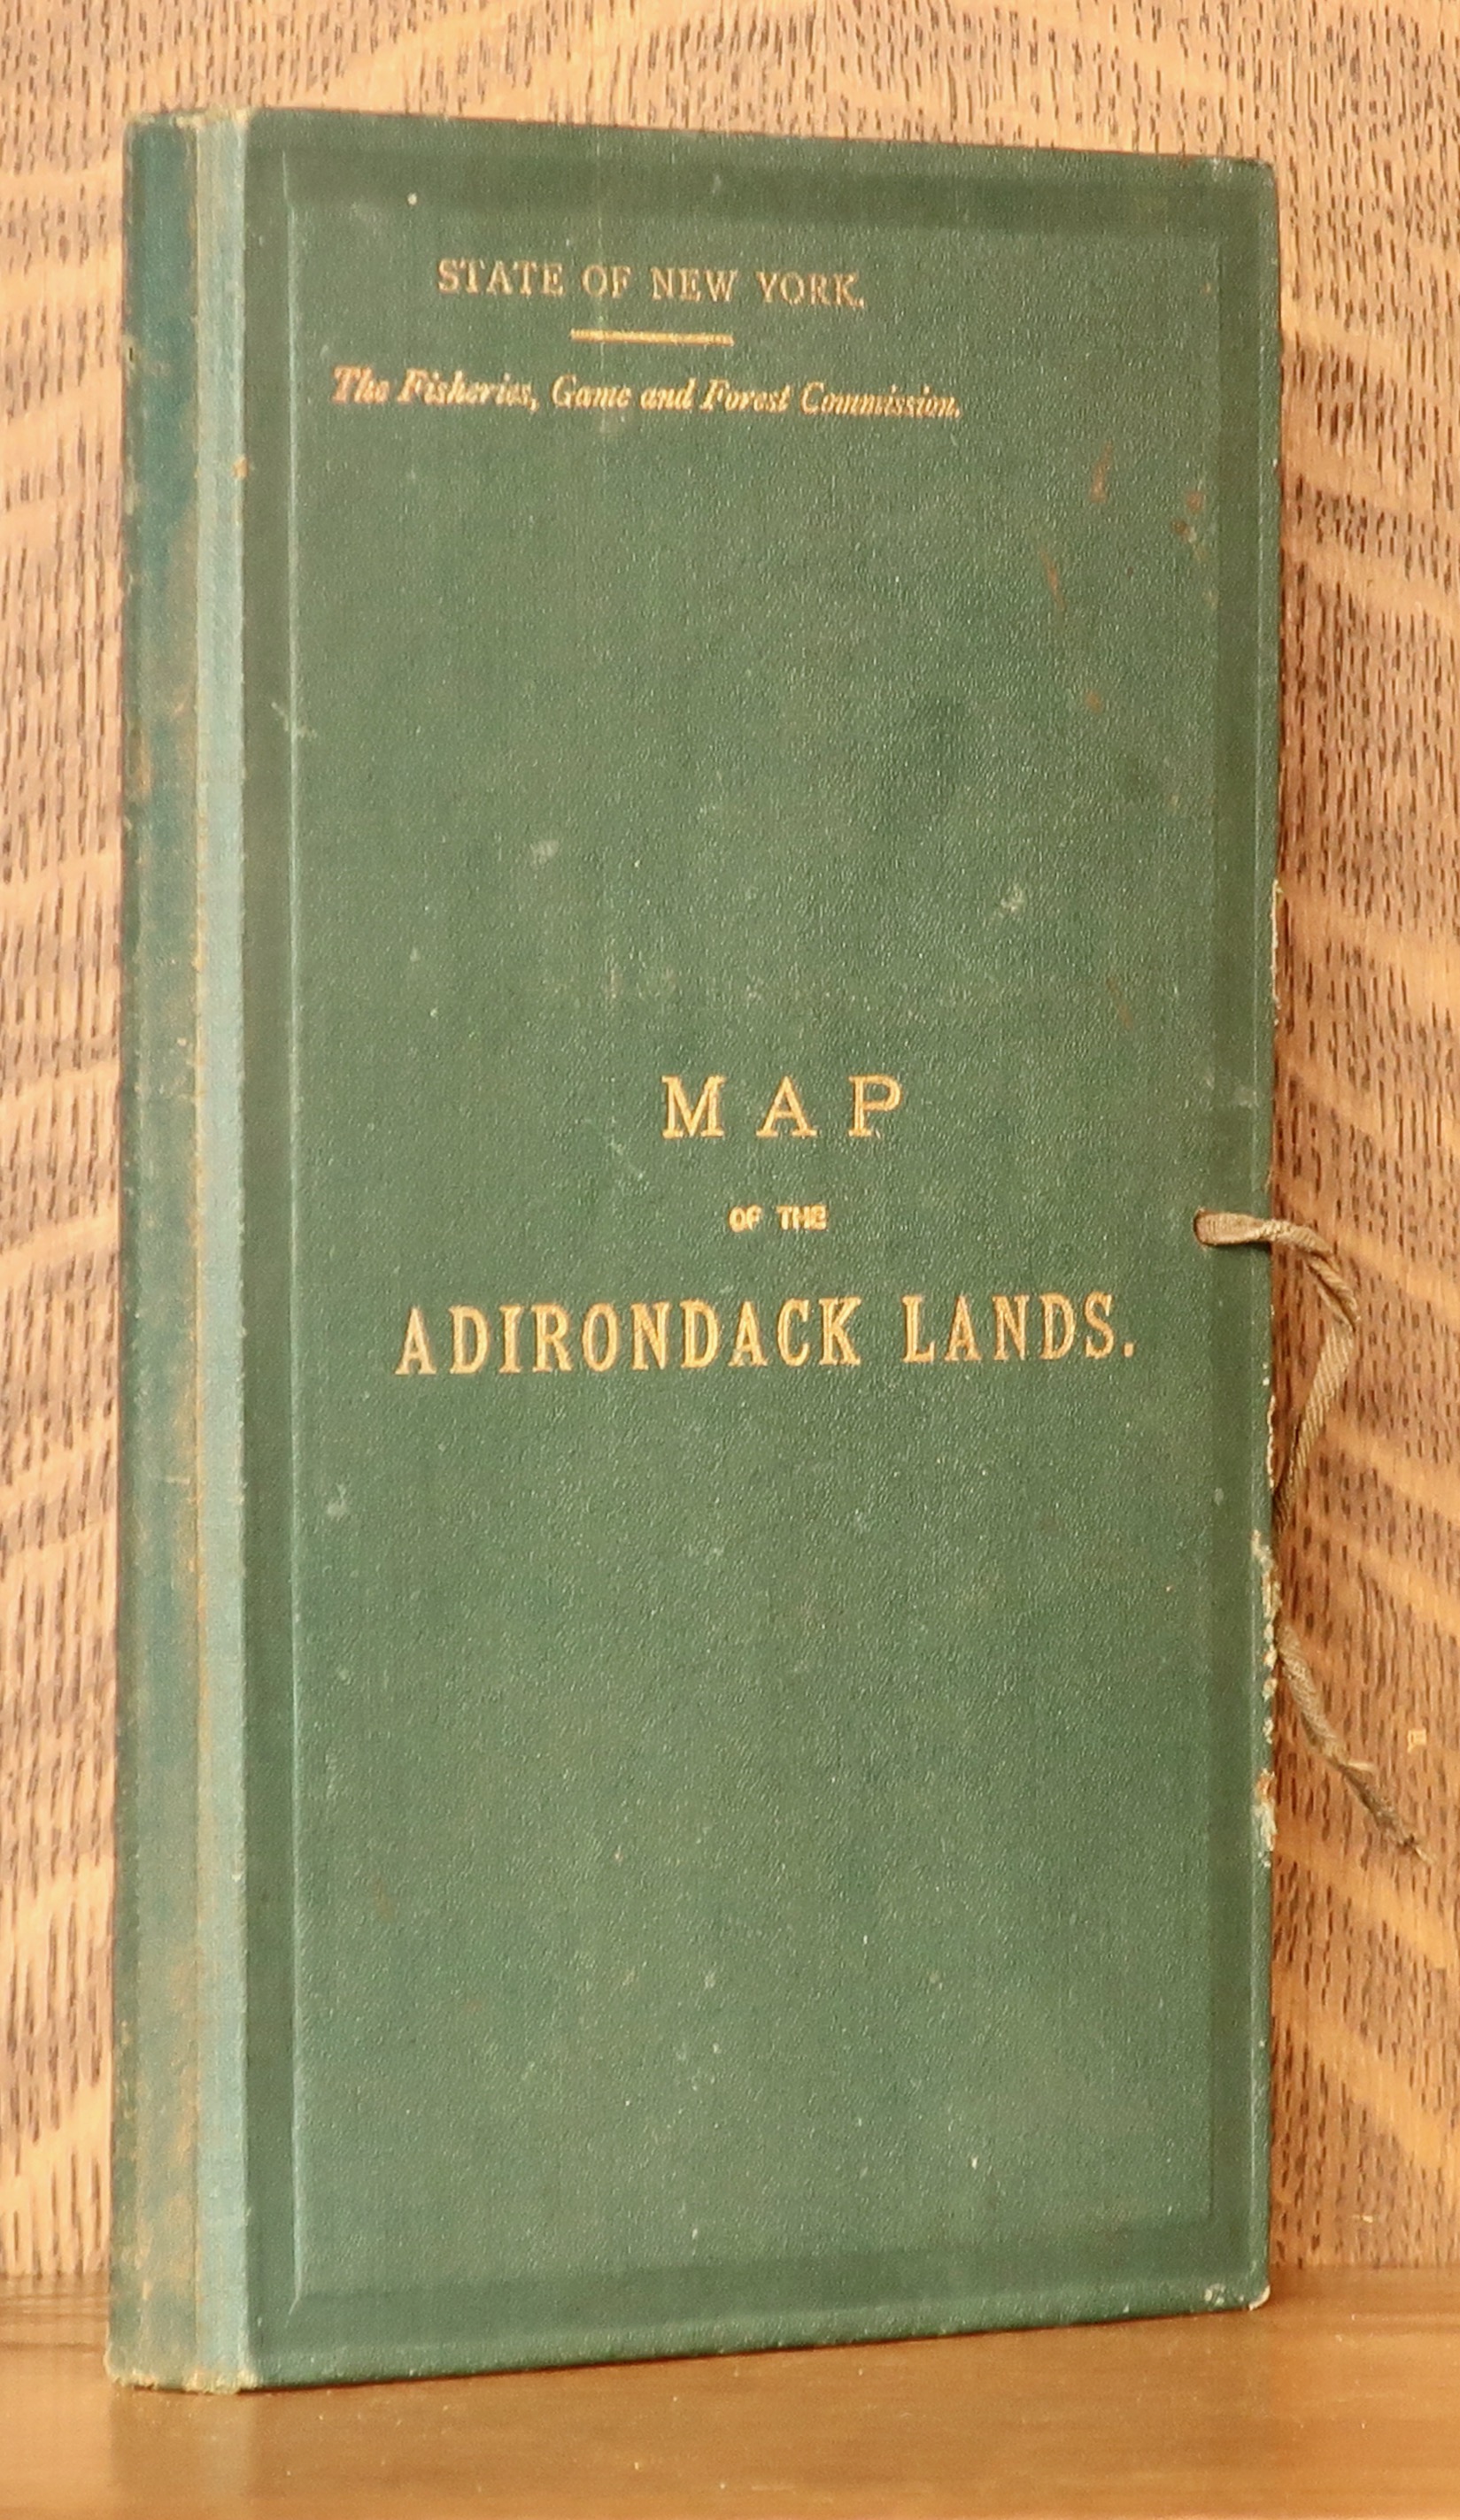 STATE OF NEW YORK.
The Fisheries, Game and Forest Commission.
MAP
OF THE
ADIRONDACK LANDS.